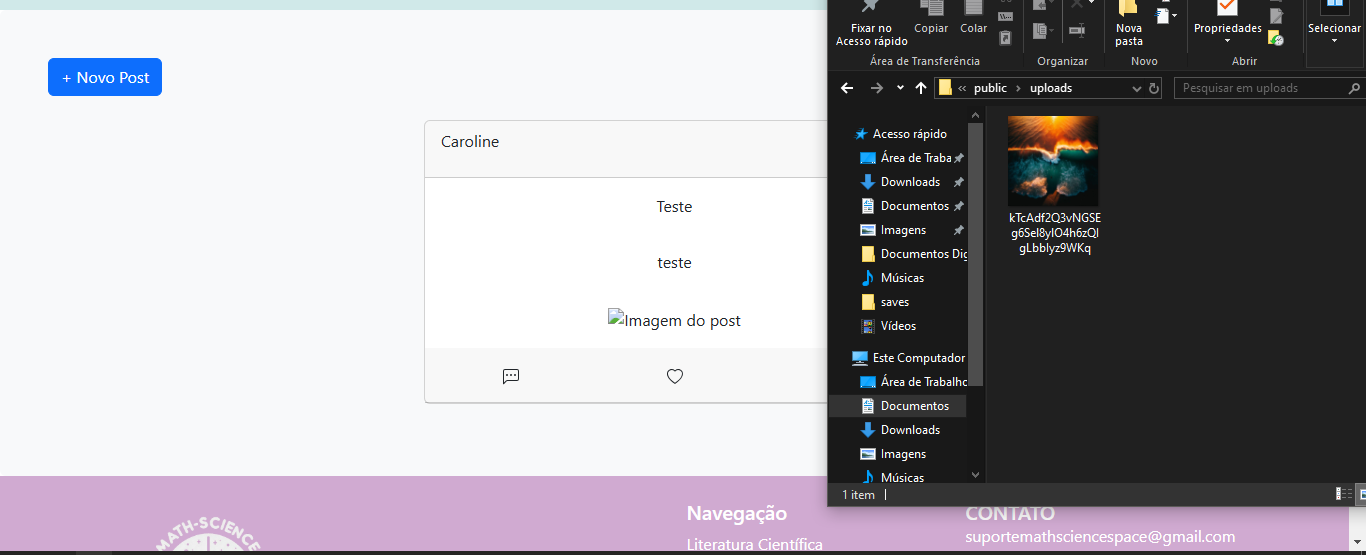 + Novo Post
Caroline
Teste
teste
Imagem do post
MATH-SCIENCE
Navegação
Literatura Científica
CONTATO
suportemathsciencespace@gmail.com
Fixar no
Acesso rápido
Copiar
Colar
Área de Transferência
Organizar
Nova
pasta
Novo
Propriedades
Abrir
Selecionar
« public > uploads
Pesquisar em uploads
Acesso rápido
Área de Traba
Downloads
Documentos
Imagens
Documentos Dig
Músicas
saves
Vídeos
Este Computador
Área de Trabalho
Documentos
Downloads
Imagens
Músicas
1 item